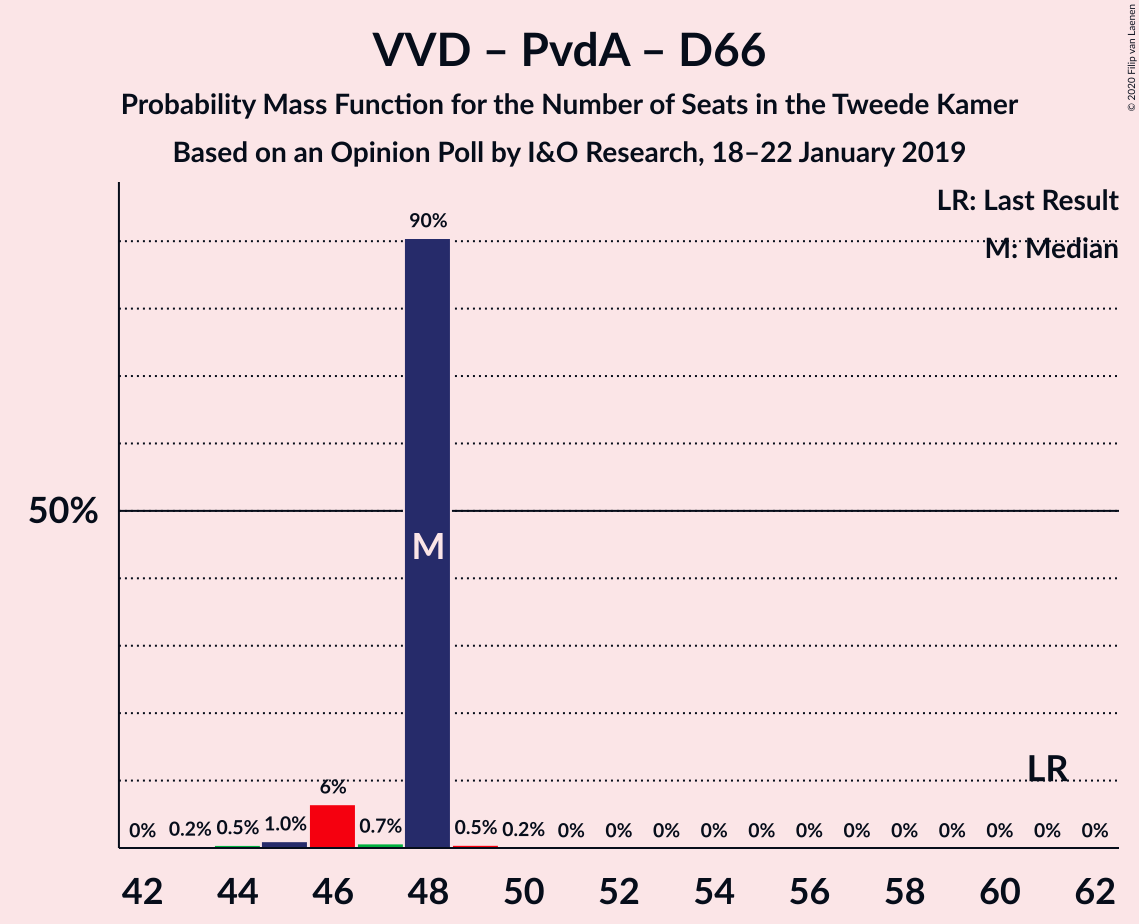 © 2020 Filip van Laenen
VVD – PvdA – D66
Probability Mass Function for the Number of Seats in the Tweede Kamer
Based on an Opinion Poll by I&O Research, 18–22 January 2019
LR: Last Result
M: Median
90%
50%
M
LR
6%
0% 0.2% 0.5% 1.0% 0.7% 0.5% 0.2% 0% 0% 0% 0% 0% 0% 0% 0% 0% 0% 0% 0%
42 44 46 48 50 52 54 56 58 60 62